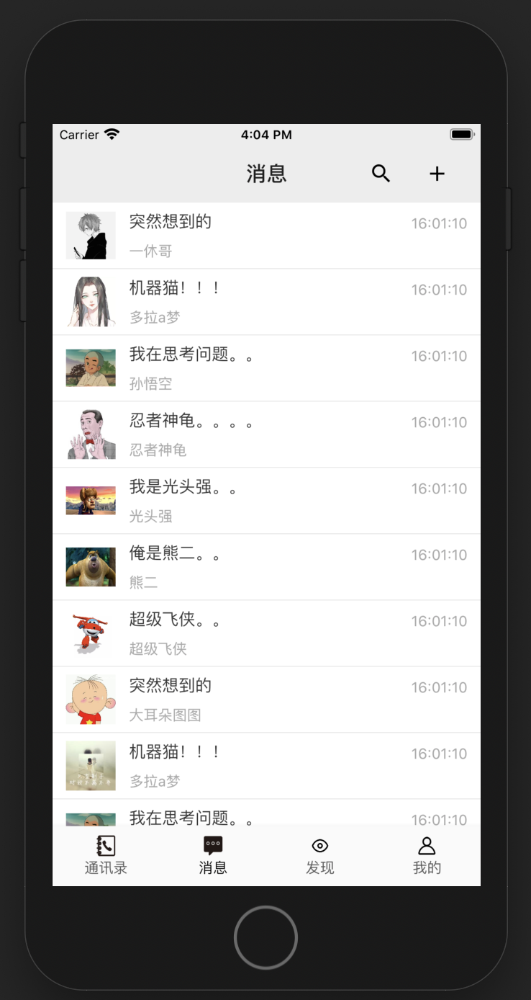 Carrier 4:04 PM
消息
突然想到的 16:01:10
一休哥
机器猫！！！ 16:01:10
多拉a梦
我在思考问题。。 16:01:10
孙悟空
忍者神龟。。。。 16:01:10
忍者神龟
我是光头强。。 16:01:10
光头强
俺是熊二。。 16:01:10
熊二
超级飞侠。。 16:01:10
超级飞侠
突然想到的 16:01:10
大耳朵图图
机器猫！！！ 16:01:10
多拉a梦
我在思考问题。。 16:01:10
通讯录 消息 发现 我的